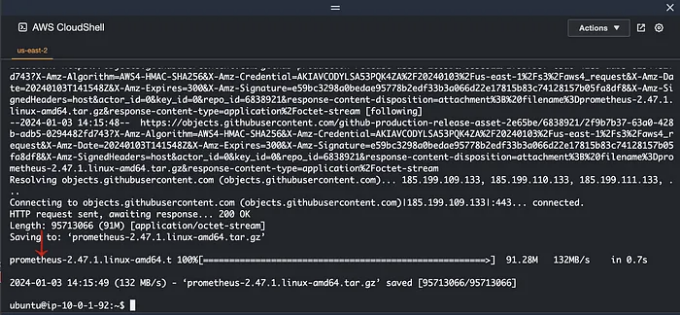 AWS CloudShell
Actions
us-east-2
d743?X-Amz-Algorithm=AWS4-HMAC-SHA256&X-Amz-Credential=AKIAVCODYLSA53PQK4ZA%2F20240103%2Fus-east-1%2Fs3%2Faws4_request&X-Amz-Da
te=20240103T141548Z&X-Amz-Expires=300&X-Amz-Signature=e59bc3298a0bedae95778b2edf33b3a066d22e17815b83c74128157b05fa8df8&X-Amz-Si
gnedHeaders=host&actor_id=0&key_id=0&repo_id=6838921&response-content-disposition=attachment%3B%20filename%3Dprometheus-2.47.1.
linux-amd64.tar.gz&response-content-type=application%2Foctet-stream [following]
--2024-01-03 14:15:48-- https://objects.githubusercontent.com/github-production-release-asset-2e65be/6838921/2f9b7b37-63a0-428
b-adb5-0294482fd743?X-Amz-Algorithm=AWS4-HMAC-SHA256&X-Amz-Credential=AKIAVCODYLSA53PQK4ZA%2F20240103%2Fus-east-1%2Fs3%2Faws4_r
equest&X-Amz-Date=20240103T141548Z&X-Amz-Expires=300&X-Amz-Signature=e59bc3298a0bedae95778b2edf33b3a066d22e17815b83c74128157b05
fa8df8&X-Amz-SignedHeaders=host&actor_id=0&key_id=0&repo_id=6838921&response-content-disposition=attachment%3B%20filename%3Dpro
metheus-2.47.1.linux-amd64.tar.gz&response-content-type=application%2Foctet-stream
Resolving objects.githubusercontent.com (objects.githubusercontent.com)... 185.199.109.133, 185.199.110.133, 185.199.111.133, .
..
Connecting to objects.githubusercontent.com (objects.githubusercontent.com)|185.199.109.133|:443... connected.
HTTP request sent, awaiting response... 200 OK
Length: 95713066 (91M) [application/octet-stream]
Saving to: ‘prometheus-2.47.1.linux-amd64.tar.gz’
prometheus-2.47.1.linux-amd64.t 100%[======================================================>] 91.28M 132MB/s in 0.7s
2024-01-03 14:15:49 (132 MB/s) - ‘prometheus-2.47.1.linux-amd64.tar.gz’ saved [95713066/95713066]
ubuntu@ip-10-0-1-92:~$